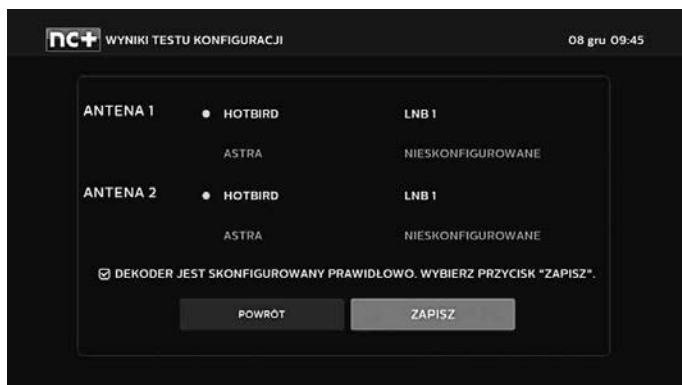 nc+ WYNIKI TESTU KONFIGURACJI 08 gru 09:45
ANTENA 1 HOTBIRD LNB 1
ASTRA NIESKONFIGUROWANE
ANTENA 2 HOTBIRD LNB 1
ASTRA NIESKONFIGUROWANE
DEKODER JEST SKONFIGUROWANY PRAWIDŁOWO. WYBIERZ PRZYCISK "ZAPISZ".
POWRÓT ZAPISZ